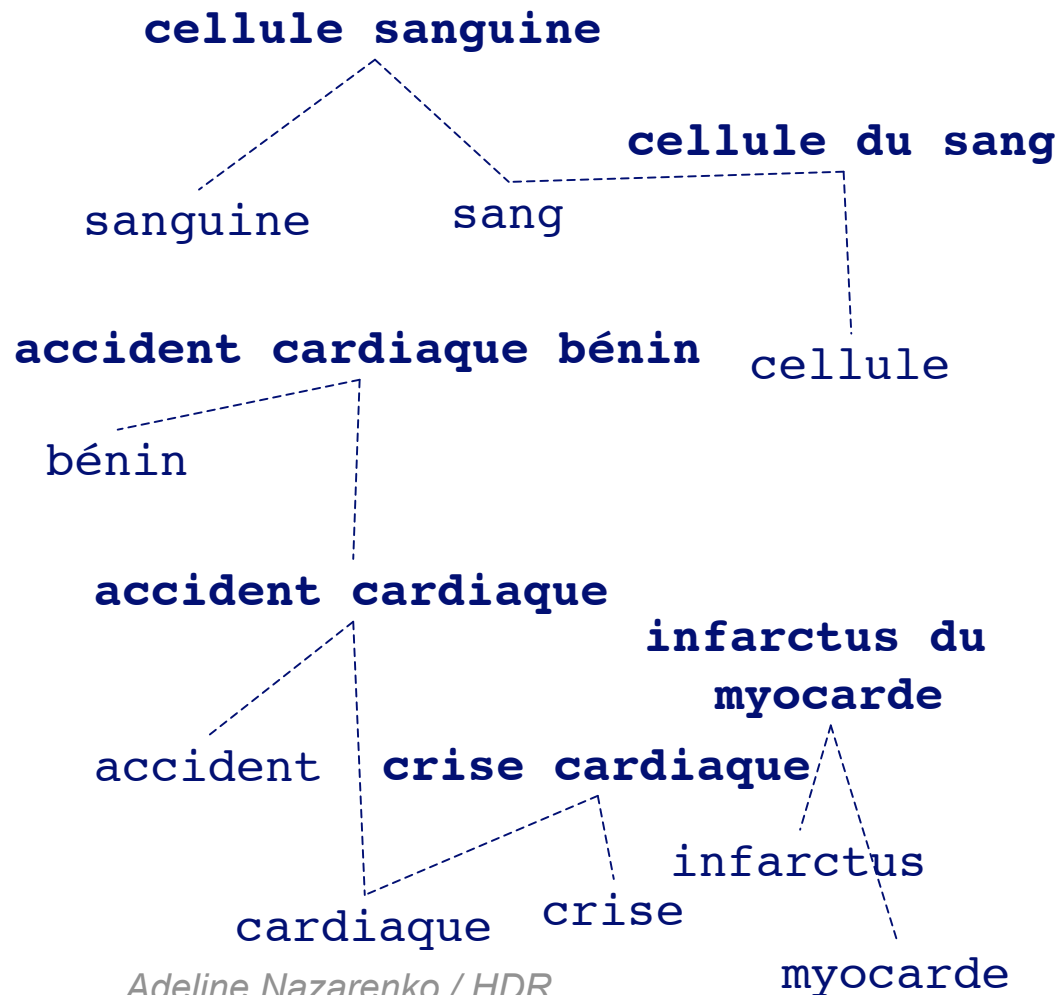 cellule sanguine
cellule du sang
sanguine
sang
accident cardiaque bénin
cellule
bénin
accident cardiaque
infarctus du
myocarde
accident
crise cardiaque
infarctus
crise
cardiaque
myocarde
Adeline Nazarenko / HDR